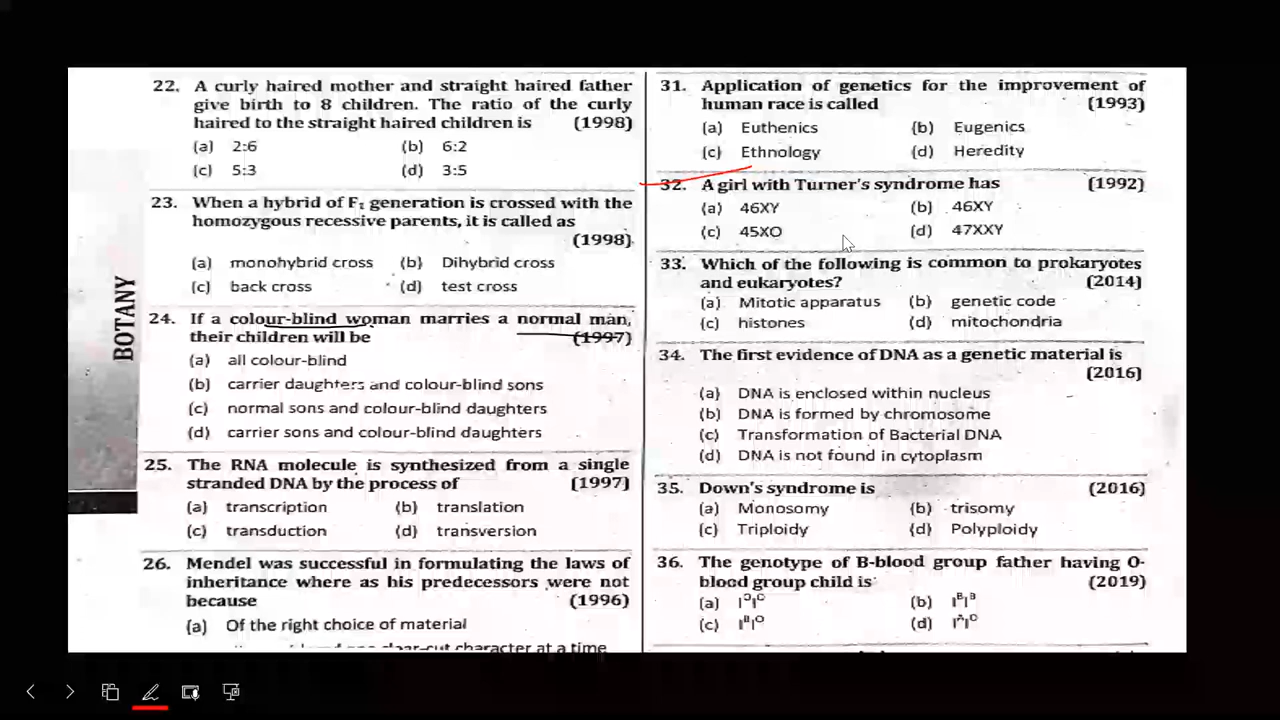 BOTANY
22. A curly haired mother and straight haired father
give birth to 8 children. The ratio of the curly
haired to the straight haired children is (1998)
(a) 2:6 (b) 6:2
(c) 5:3 (d) 3:5
23. When a hybrid of F₁ generation is crossed with the
homozygous recessive parents, it is called as
(1998)
(a) monohybrid cross (b) Dihybrid cross
(c) back cross (d) test cross
24. If a colour-blind woman marries a normal man,
their children will be (1997)
(a) all colour-blind
(b) carrier daughters and colour-blind sons
(c) normal sons and colour-blind daughters
(d) carrier sons and colour-blind daughters
25. The RNA molecule is synthesized from a single
stranded DNA by the process of (1997)
(a) transcription (b) translation
(c) transduction (d) transversion
26. Mendel was successful in formulating the laws of
inheritance where as his predecessors were not
because (1996)
(a) Of the right choice of material
clear-cut character at a time
31. Application of genetics for the improvement of
human race is called (1993)
(a) Euthenics (b) Eugenics
(c) Ethnology (d) Heredity
32. A girl with Turner's syndrome has (1992)
(a) 46XY (b) 46XY
(c) 45XO (d) 47XXY
33. Which of the following is common to prokaryotes
and eukaryotes? (2014)
(a) Mitotic apparatus (b) genetic code
(c) histones (d) mitochondria
34. The first evidence of DNA as a genetic material is
(2016)
(a) DNA is enclosed within nucleus
(b) DNA is formed by chromosome
(c) Transformation of Bacterial DNA
(d) DNA is not found in cytoplasm
35. Down's syndrome is (2016)
(a) Monosomy (b) trisomy
(c) Triploidy (d) Polyploidy
36. The genotype of B-blood group father having O-
blood group child is (2019)
(a) IᴼIᴼ (b) IᴮIᴮ
(c) IᴮIᴼ (d) IᴬIᴼ